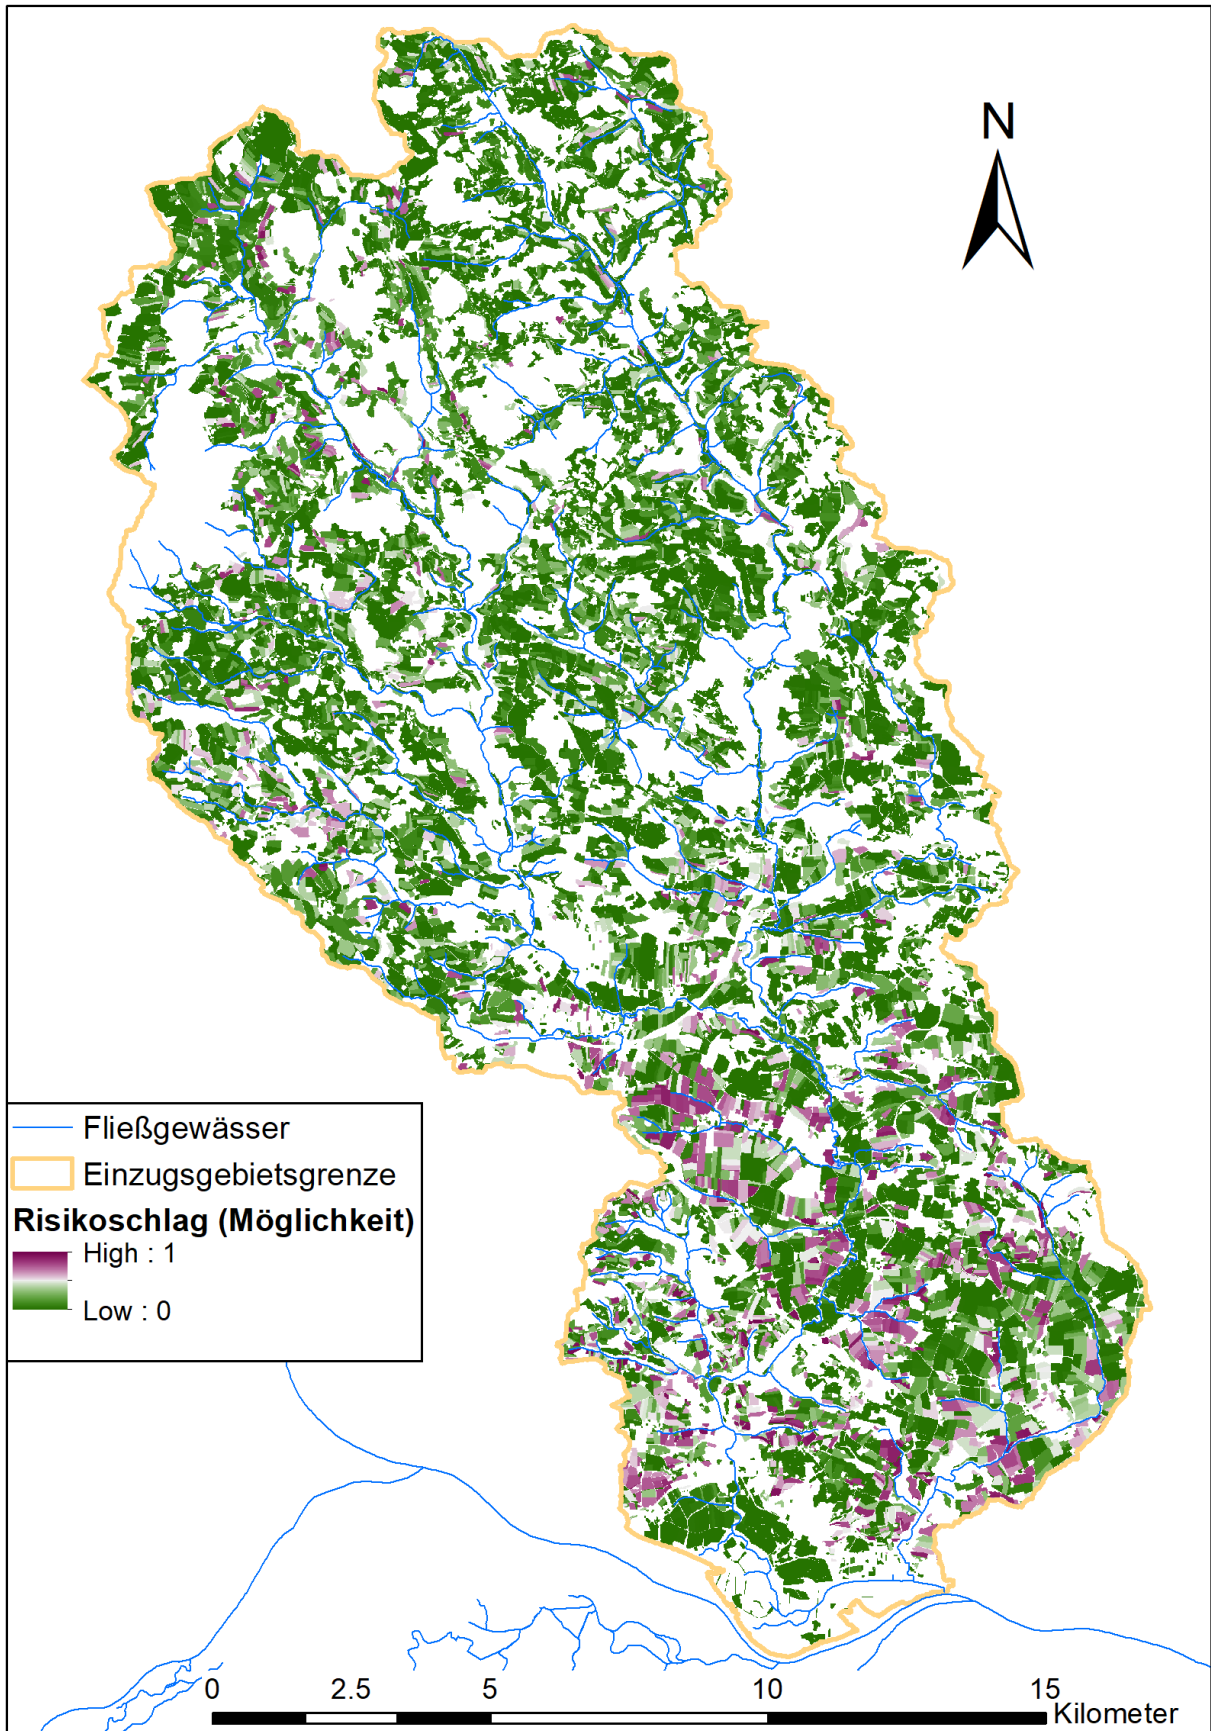 N
Fließgewässer
Einzugsgebietsgrenze
Risikoschlag (Möglichkeit)
High : 1
Low : 0
0 2.5 5 10 15
Kilometer